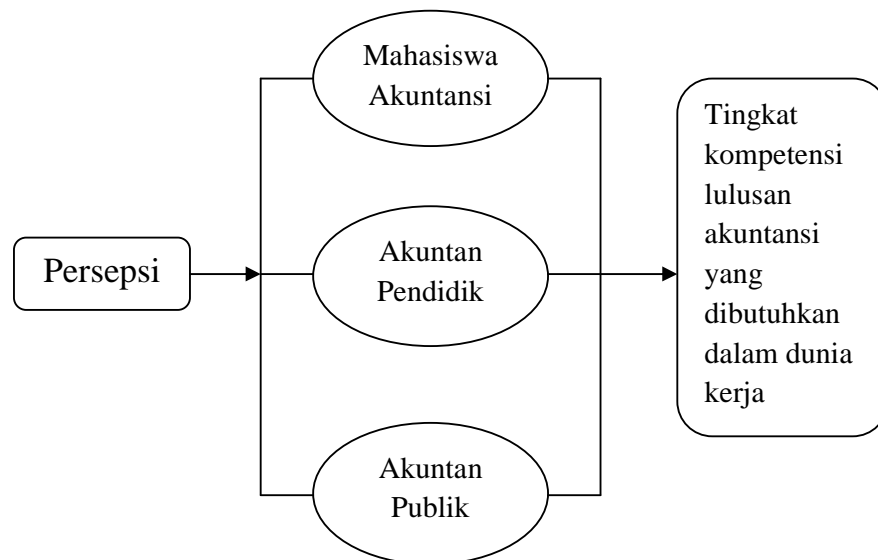 Persepsi
Mahasiswa
Akuntansi
Akuntan
Pendidik
Akuntan
Publik
Tingkat
kompetensi
lulusan
akuntansi
yang
dibutuhkan
dalam dunia
kerja